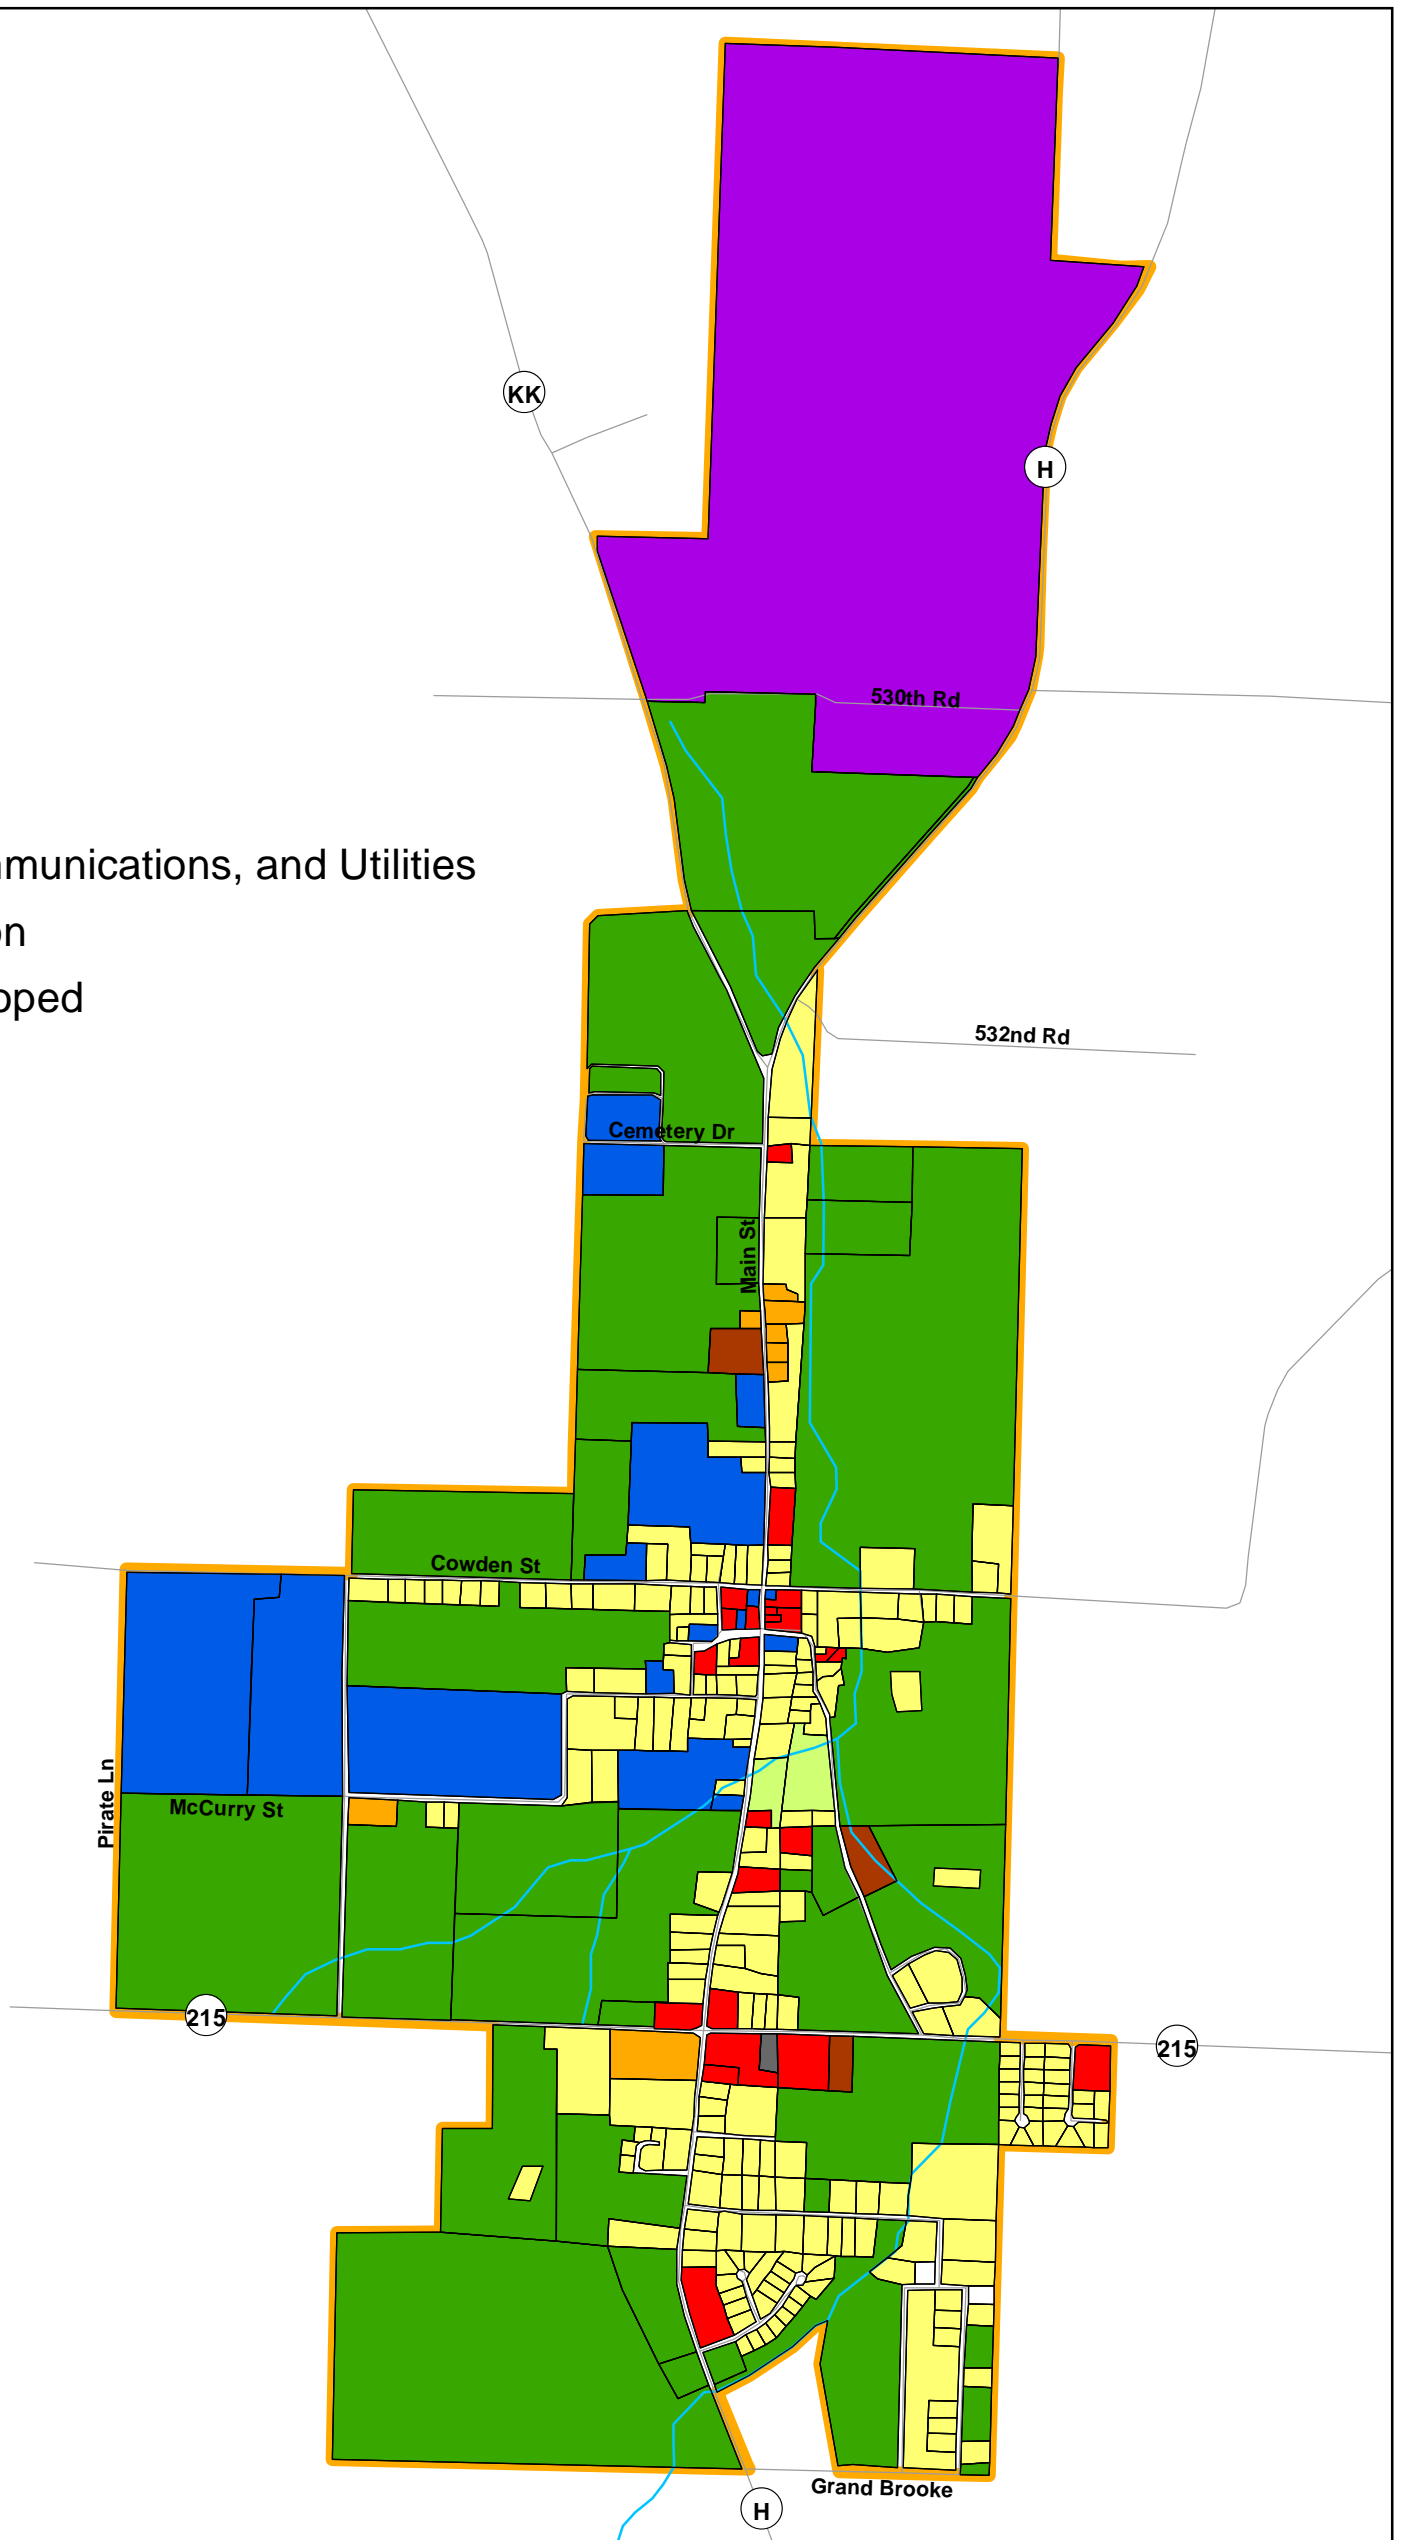 KK
H
530th Rd
munications, and Utilities
on
oped
532nd Rd
Cemetery Dr
Main St
Cowden St
Pirate Ln
McCurry St
215
215
Grand Brooke
H